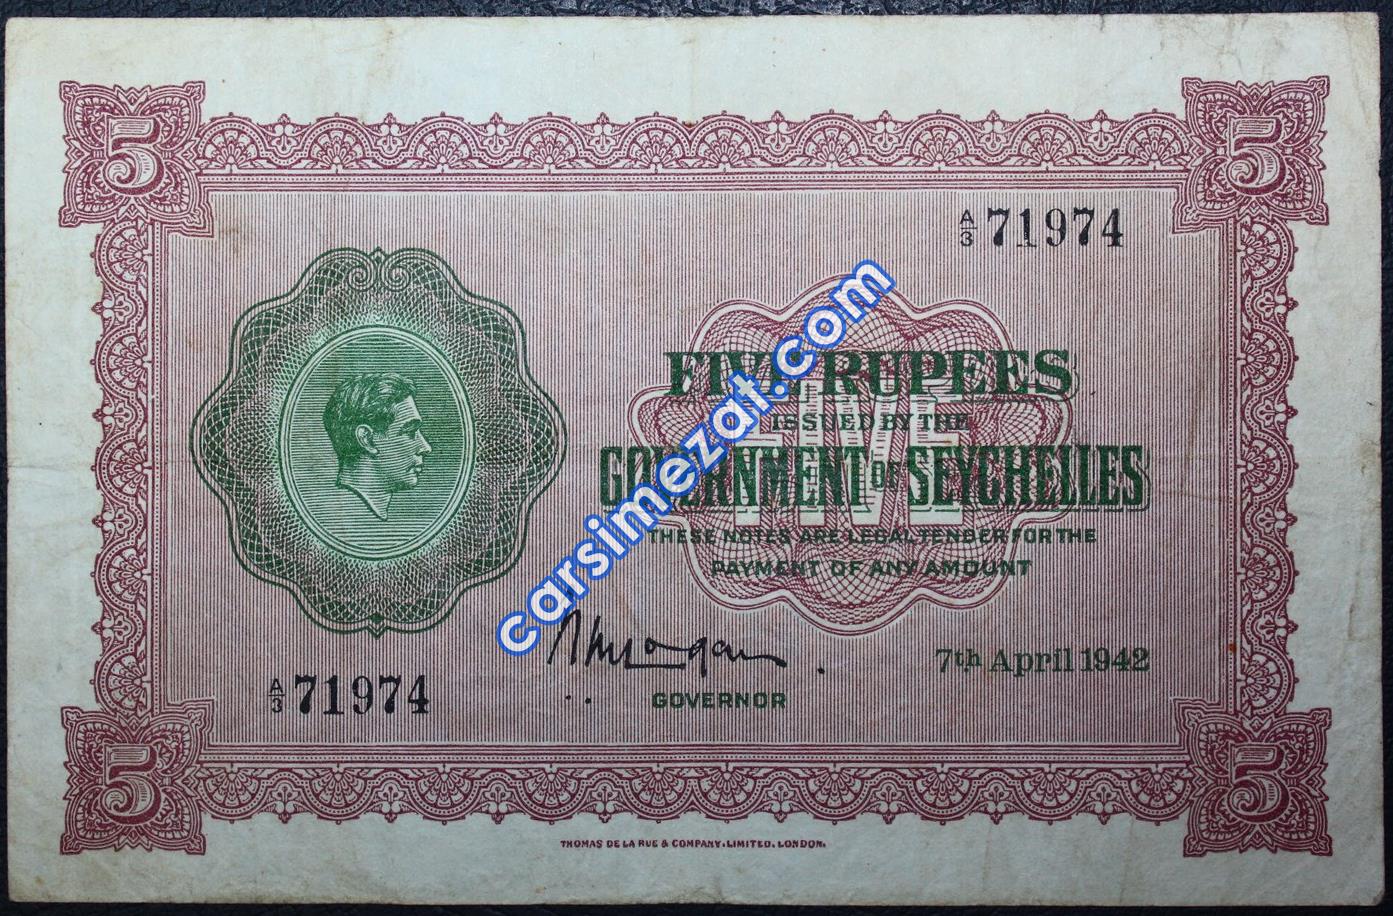 5
5
A/3 71974
FIVE RUPEES
ISSUED BY THE
GOVERNMENT OF SEYCHELLES
FIVE
THESE NOTES ARE LEGAL TENDER FOR THE
PAYMENT OF ANY AMOUNT
7th April 1942
A/3 71974
GOVERNOR
5
5
THOMAS DE LA RUE & COMPANY, LIMITED, LONDON.
carsimezat.com